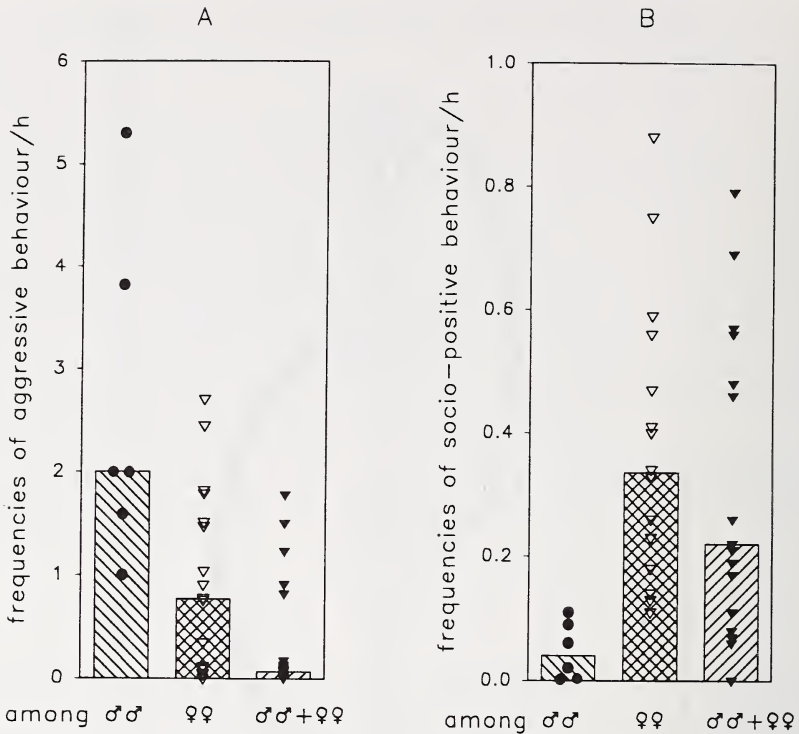 A
frequencies of aggressive behaviour/h
6
5
4
3
2
1
0
among ♂♂ ♀♀ ♂♂+♀♀
B
frequencies of socio-positive behaviour/h
1.0
0.8
0.6
0.4
0.2
0.0
among ♂♂ ♀♀ ♂♂+♀♀